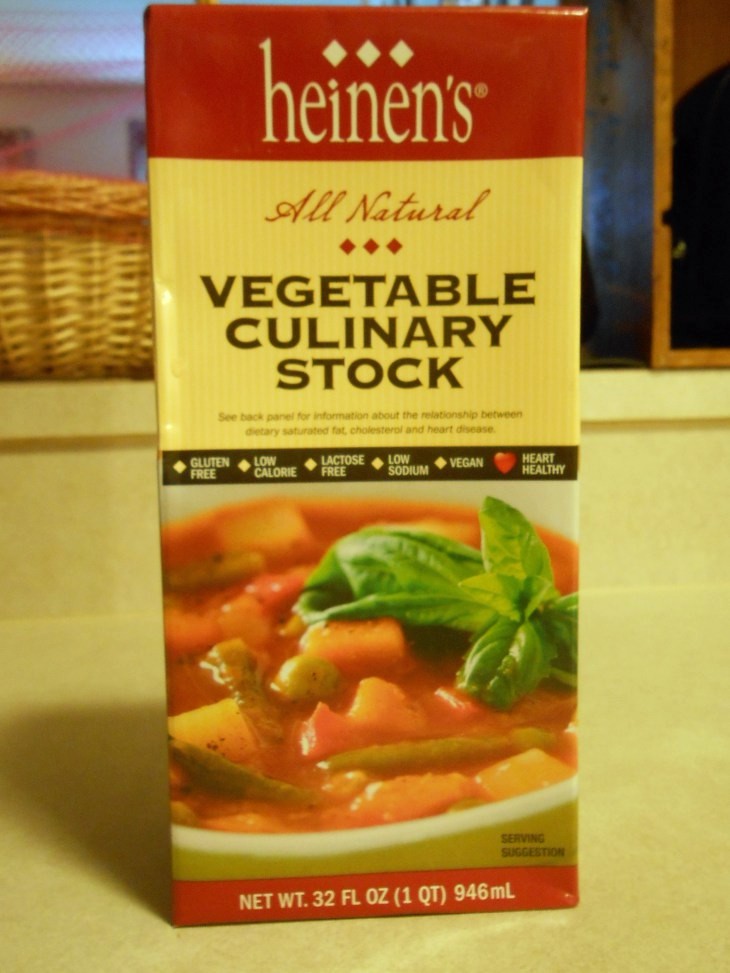 heinen's®
All Natural
VEGETABLE
CULINARY
STOCK
See back panel for information about the relationship between
dietary saturated fat, cholesterol and heart disease.
GLUTEN
FREE
LOW
CALORIE
LACTOSE
FREE
LOW
SODIUM
VEGAN
HEART
HEALTHY
SERVING
SUGGESTION
NET WT. 32 FL OZ (1 QT) 946mL